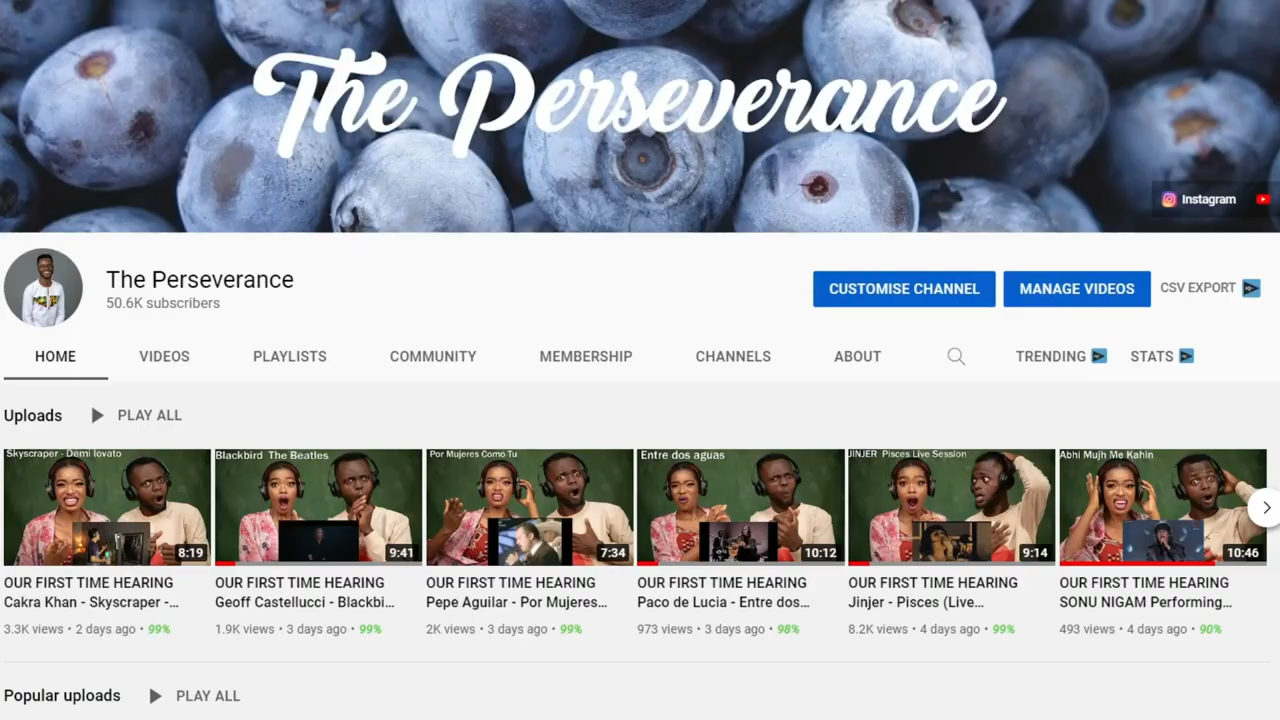 The Perseverance
Instagram
The Perseverance
50.6K subscribers
CUSTOMISE CHANNEL
MANAGE VIDEOS
CSV EXPORT
HOME
VIDEOS
PLAYLISTS
COMMUNITY
MEMBERSHIP
CHANNELS
ABOUT
TRENDING
STATS
Uploads
PLAY ALL
Skyscraper - Demi lovato
8:19
OUR FIRST TIME HEARING
Cakra Khan - Skyscraper -...
3.3K views • 2 days ago • 99%
Blackbird The Beatles
9:41
OUR FIRST TIME HEARING
Geoff Castellucci - Blackbi...
1.9K views • 3 days ago • 99%
Por Mujeres Como Tu
7:34
OUR FIRST TIME HEARING
Pepe Aguilar - Por Mujeres...
2K views • 3 days ago • 99%
Entre dos aguas
10:12
OUR FIRST TIME HEARING
Paco de Lucia - Entre dos...
973 views • 3 days ago • 98%
JINJER Pisces Live Session
9:14
OUR FIRST TIME HEARING
Jinjer - Pisces (Live...
8.2K views • 4 days ago • 99%
Abhi Mujh Me Kahin
10:46
OUR FIRST TIME HEARING
SONU NIGAM Performing...
493 views • 4 days ago • 90%
Popular uploads
PLAY ALL